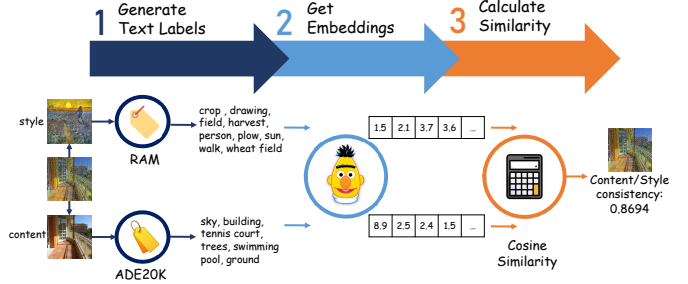 1 Generate
Text Labels
2 Get
Embeddings
3 Calculate
Similarity
style
RAM
crop , drawing,
field, harvest,
person, plow, sun,
walk, wheat field
1.5 2.1 3.7 3.6 ...
content
ADE20K
sky, building,
tennis court,
trees, swimming
pool, ground
8.9 2.5 2.4 1.5 ...
Cosine
Similarity
Content/Style
consistency:
0.8694